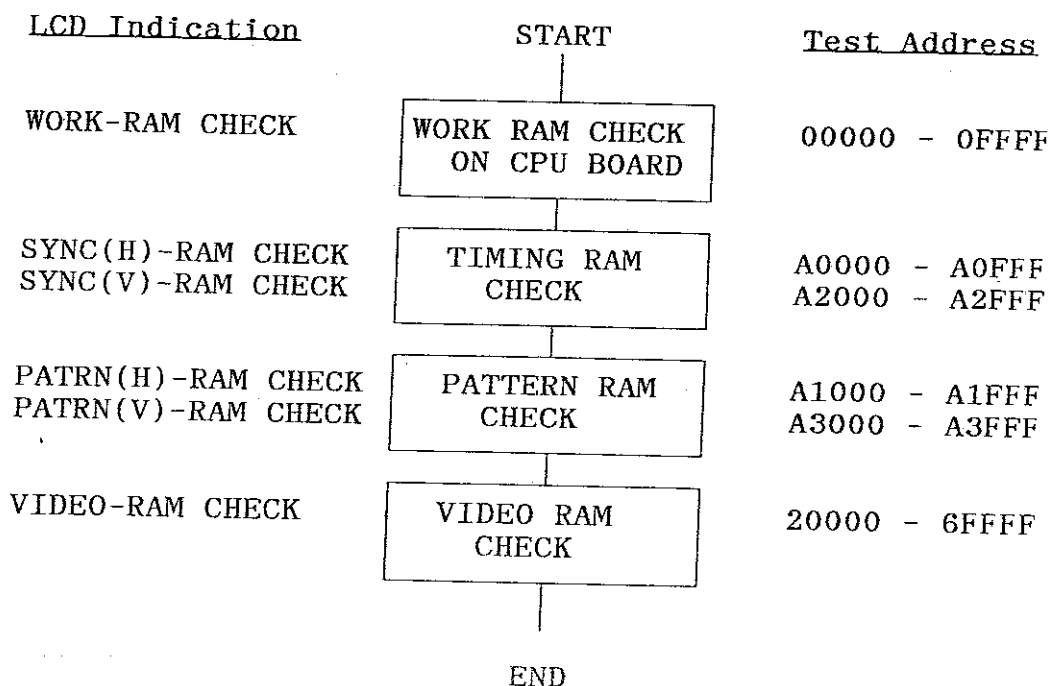 LCD Indication START Test Address
WORK-RAM CHECK WORK RAM CHECK 00000 - 0FFFF
ON CPU BOARD
SYNC(H)-RAM CHECK TIMING RAM A0000 - A0FFF
SYNC(V)-RAM CHECK CHECK A2000 - A2FFF
PATRN(H)-RAM CHECK PATTERN RAM A1000 - A1FFF
PATRN(V)-RAM CHECK CHECK A3000 - A3FFF
VIDEO-RAM CHECK VIDEO RAM 20000 - 6FFFF
CHECK
END